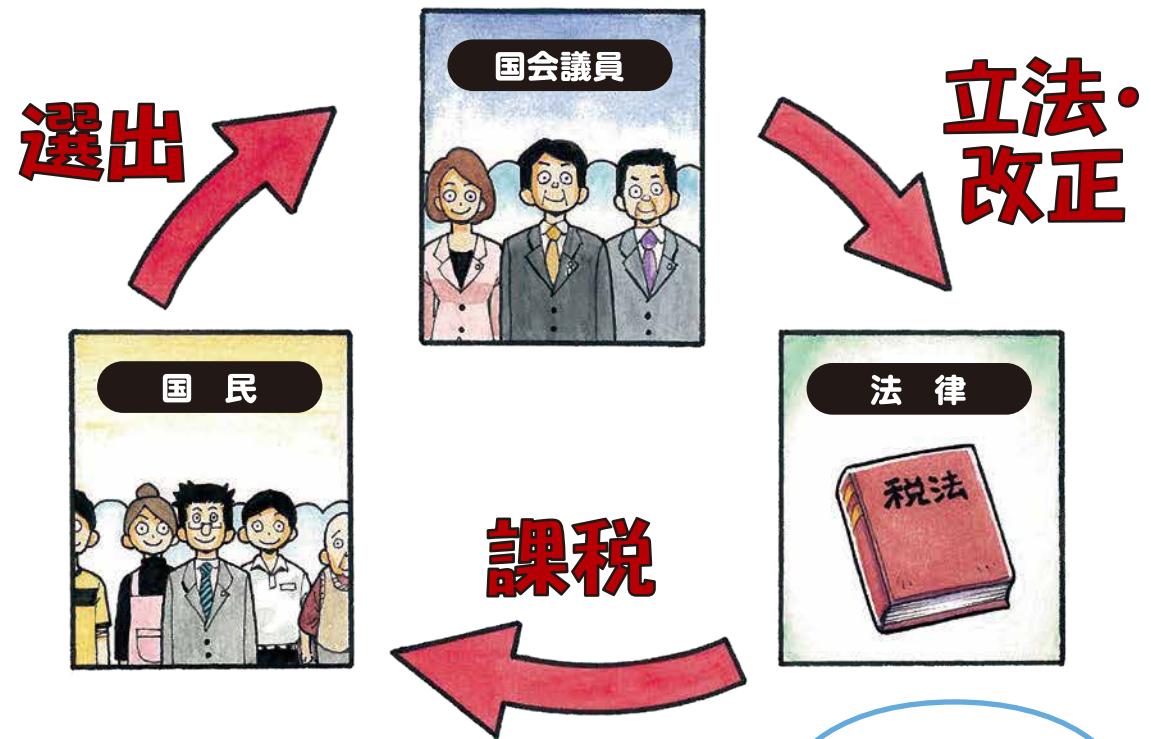 国会議員
選出
立法・
改正
国 民
法 律
税法
課税